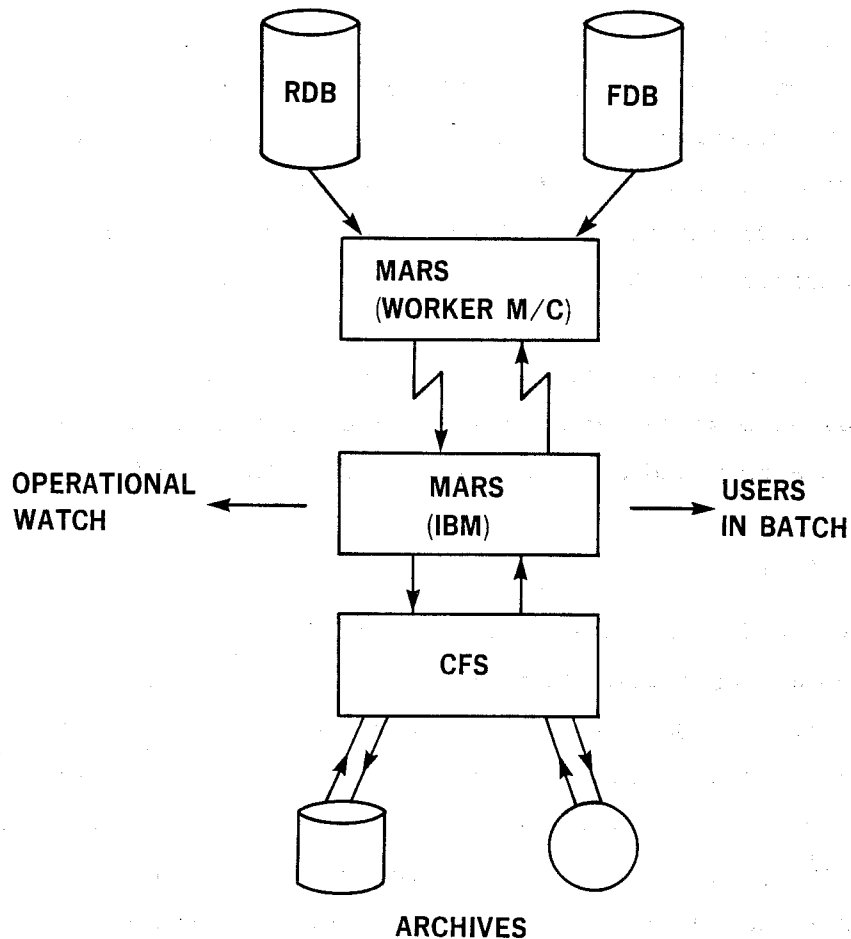 RDB
FDB
MARS
(WORKER M/C)
OPERATIONAL
WATCH
MARS
(IBM)
USERS
IN BATCH
CFS
ARCHIVES